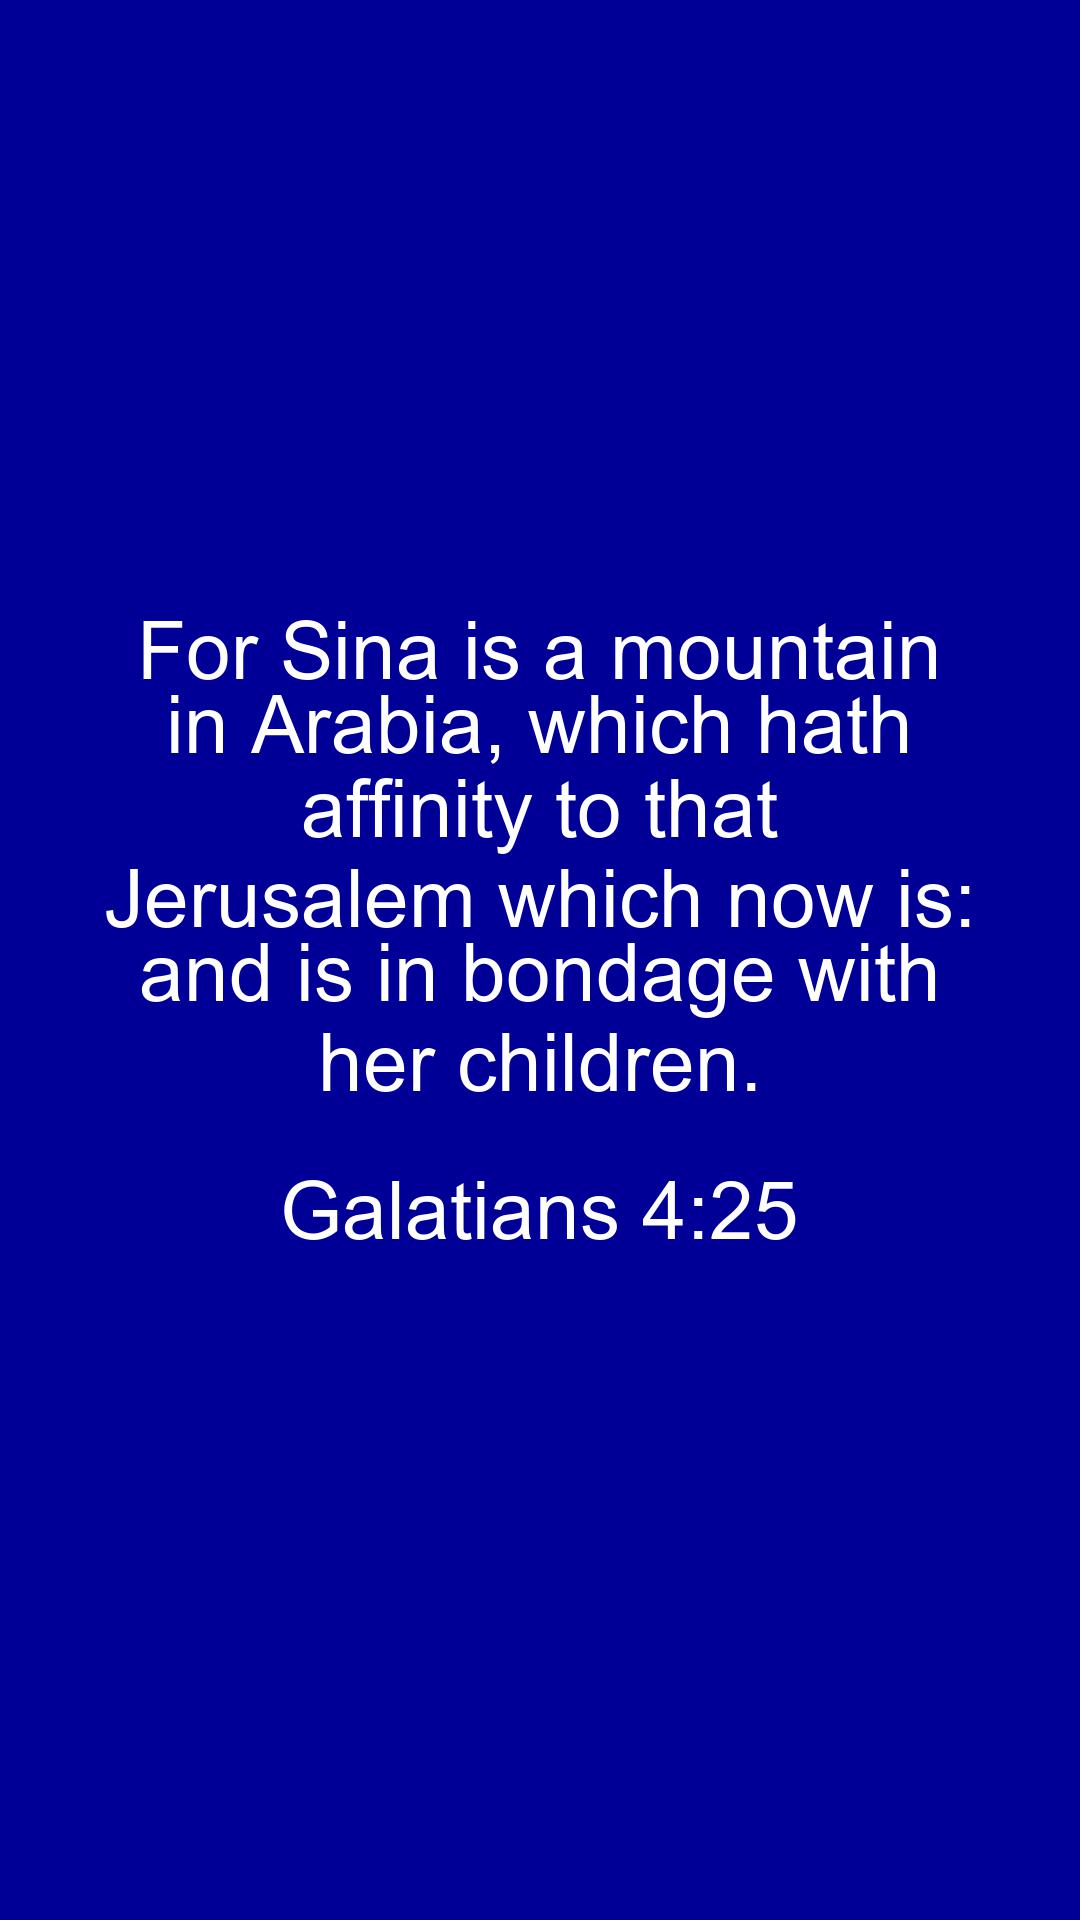 For Sina is a mountain
in Arabia, which hath
affinity to that
Jerusalem which now is:
and is in bondage with
her children.
Galatians 4:25